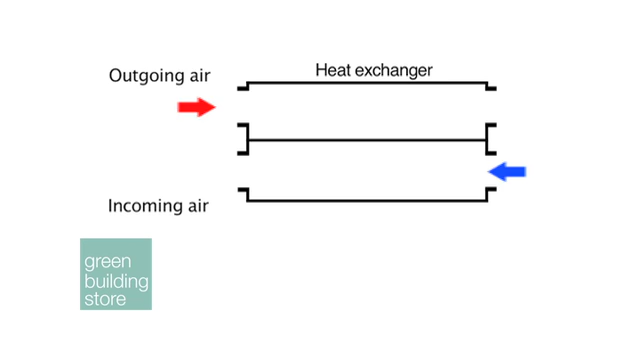 Heat exchanger
Outgoing air
Incoming air
green
building
store